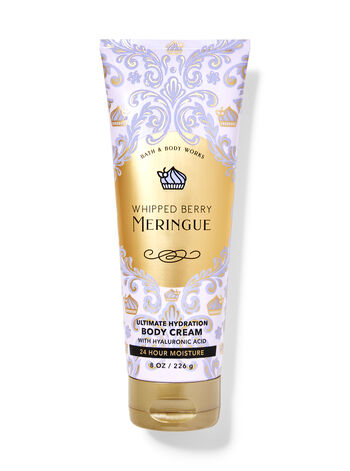 BATH & BODY WORKS
WHIPPED BERRY
MERINGUE
ULTIMATE HYDRATION
BODY CREAM
WITH HYALURONIC ACID
24 HOUR MOISTURE
8 OZ / 226 g